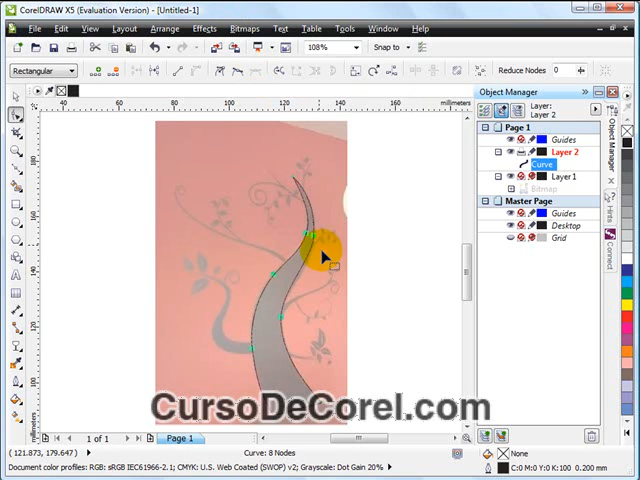 CorelDRAW X5 (Evaluation Version) - [Untitled-1]
File Edit View Layout Arrange Effects Bitmaps Text Table Tools Window Help
108% Snap to
Rectangular Reduce Nodes 0
40 60 80 100 120 140 160 millimeters
Object Manager
Layer:
Layer 2
Page 1
Guides
Layer 2
Curve
Layer 1
Bitmap
Master Page
Guides
Desktop
Grid
Object Manager
Hints
Connect
180
160
140
120
100
millimeters
CursoDeCorel.com
1 of 1 Page 1
(121.873, 179.647) Curve: 8 Nodes None
Document color profiles: RGB: sRGB IEC61966-2.1; CMYK: U.S. Web Coated (SWOP) v2; Grayscale: Dot Gain 20% C:0 M:0 Y:0 K:100 0.200 mm